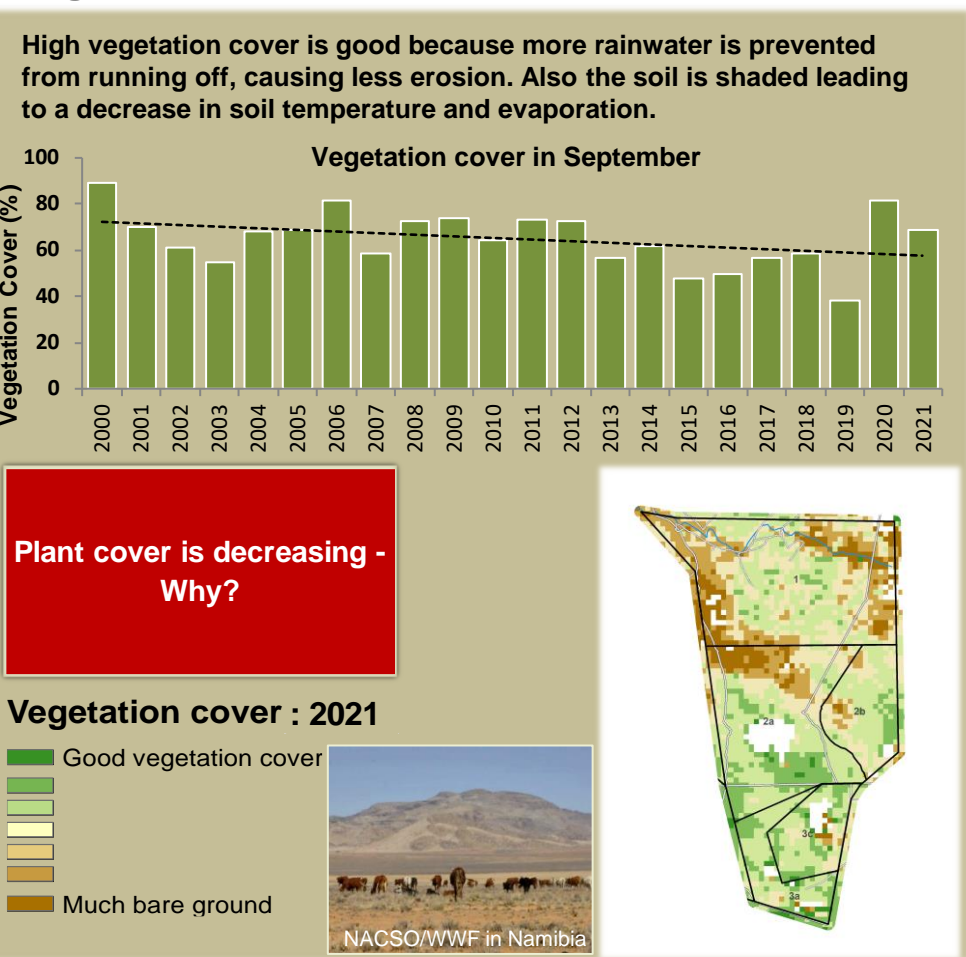 High vegetation cover is good because more rainwater is prevented
from running off, causing less erosion. Also the soil is shaded leading
to a decrease in soil temperature and evaporation.
Vegetation cover in September
Vegetation Cover (%)
100
80
60
40
20
0
2000 2001 2002 2003 2004 2005 2006 2007 2008 2009 2010 2011 2012 2013 2014 2015 2016 2017 2018 2019 2020 2021
Plant cover is decreasing -
Why?
1
2a
2b
3c
3a
Vegetation cover : 2021
Good vegetation cover
Much bare ground
NACSO/WWF in Namibia